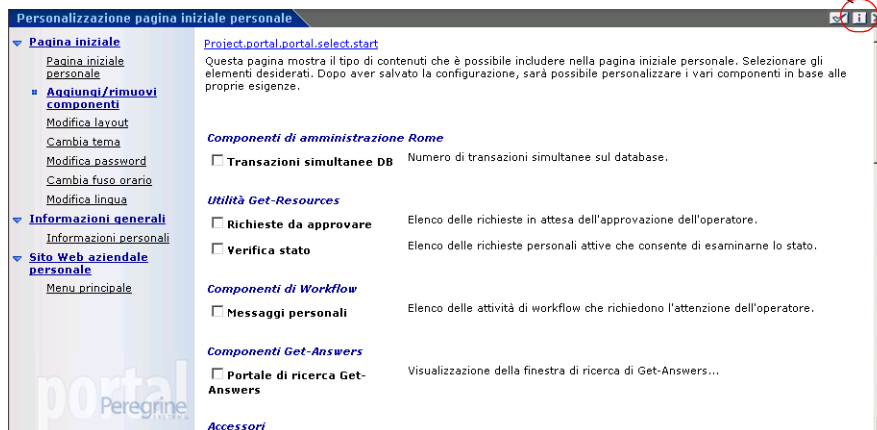 Personalizzazione pagina iniziale personale
Pagina iniziale
Pagina iniziale
personale
Aggiungi/rimuovi
componenti
Modifica layout
Cambia tema
Modifica password
Cambia fuso orario
Modifica lingua
Informazioni generali
Informazioni personali
Sito Web aziendale
personale
Menu principale
portal
Peregrine
SYSTEMS
Project.portal.portal.select.start
Questa pagina mostra il tipo di contenuti che è possibile includere nella pagina iniziale personale. Selezionare gli
elementi desiderati. Dopo aver salvato la configurazione, sarà possibile personalizzare i vari componenti in base alle
proprie esigenze.
Componenti di amministrazione Rome
Transazioni simultanee DB Numero di transazioni simultanee sul database.
Utilità Get-Resources
Richieste da approvare Elenco delle richieste in attesa dell'approvazione dell'operatore.
Verifica stato Elenco delle richieste personali attive che consente di esaminarne lo stato.
Componenti di Workflow
Messaggi personali Elenco delle attività di workflow che richiedono l'attenzione dell'operatore.
Componenti Get-Answers
Portale di ricerca Get- Visualizzazione della finestra di ricerca di Get-Answers...
Answers
Accessori